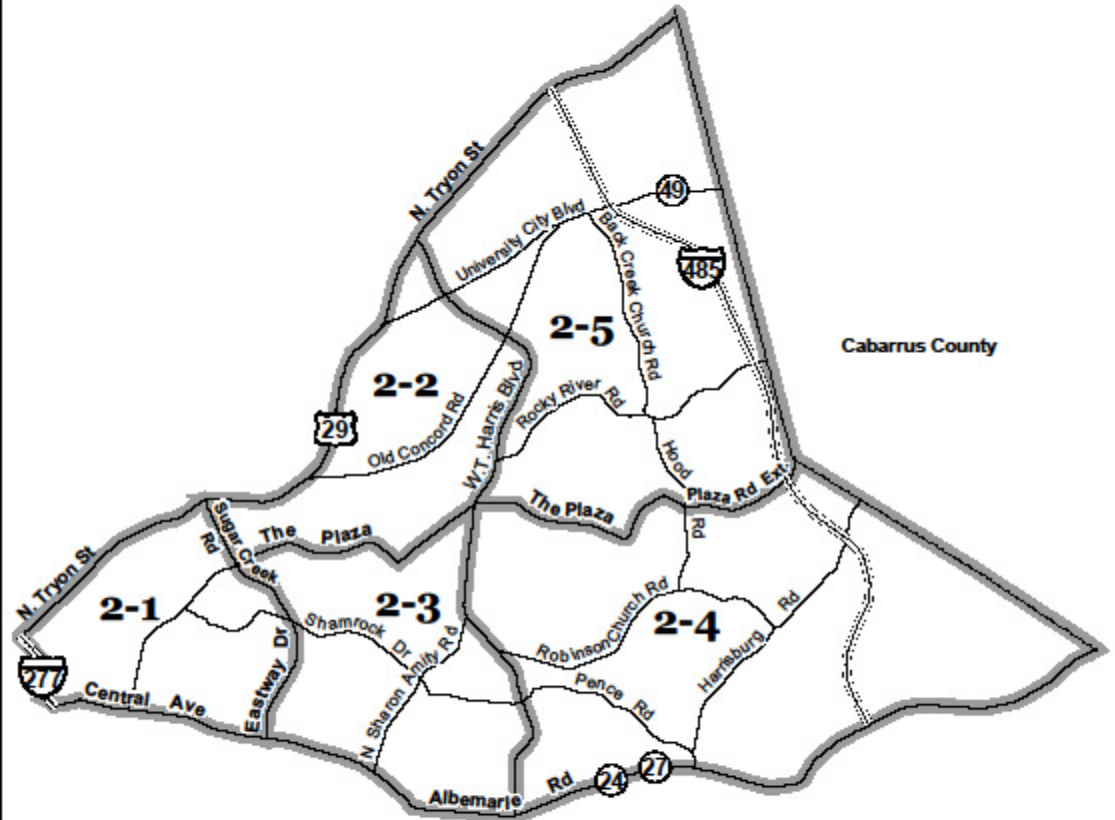 N. Tryon St
49
University City Blvd
Back Creek Church Rd
485
2-5
Cabarrus County
2-2
29
Old Concord Rd
W.T. Harris Blvd
Rocky River Rd
Hood
Rd
Plaza Rd Ext.
The Plaza
Sugar Creek
Rd
The Plaza
N. Tryon St
2-1
2-3
Shamrock Dr
Robinson Church Rd
2-4
Harrisburg Rd
277
Central Ave
Eastway Dr
N Sharon Amity Rd
Pence Rd
Albemarle Rd
24
27